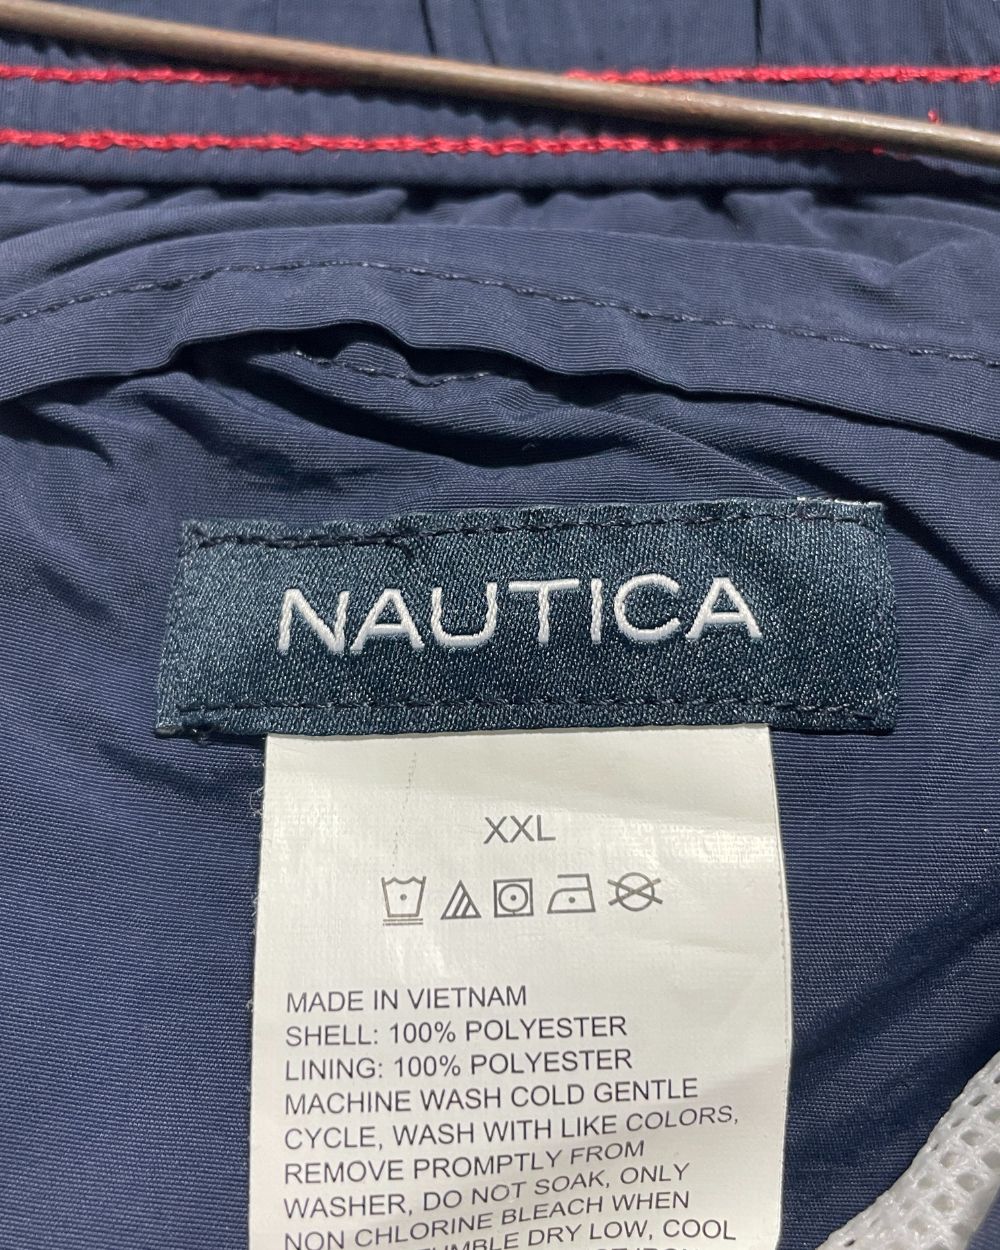 NAUTICA
XXL
MADE IN VIETNAM
SHELL: 100% POLYESTER
LINING: 100% POLYESTER
MACHINE WASH COLD GENTLE
CYCLE, WASH WITH LIKE COLORS,
REMOVE PROMPTLY FROM
WASHER, DO NOT SOAK, ONLY
NON CHLORINE BLEACH WHEN
DRY LOW, COOL